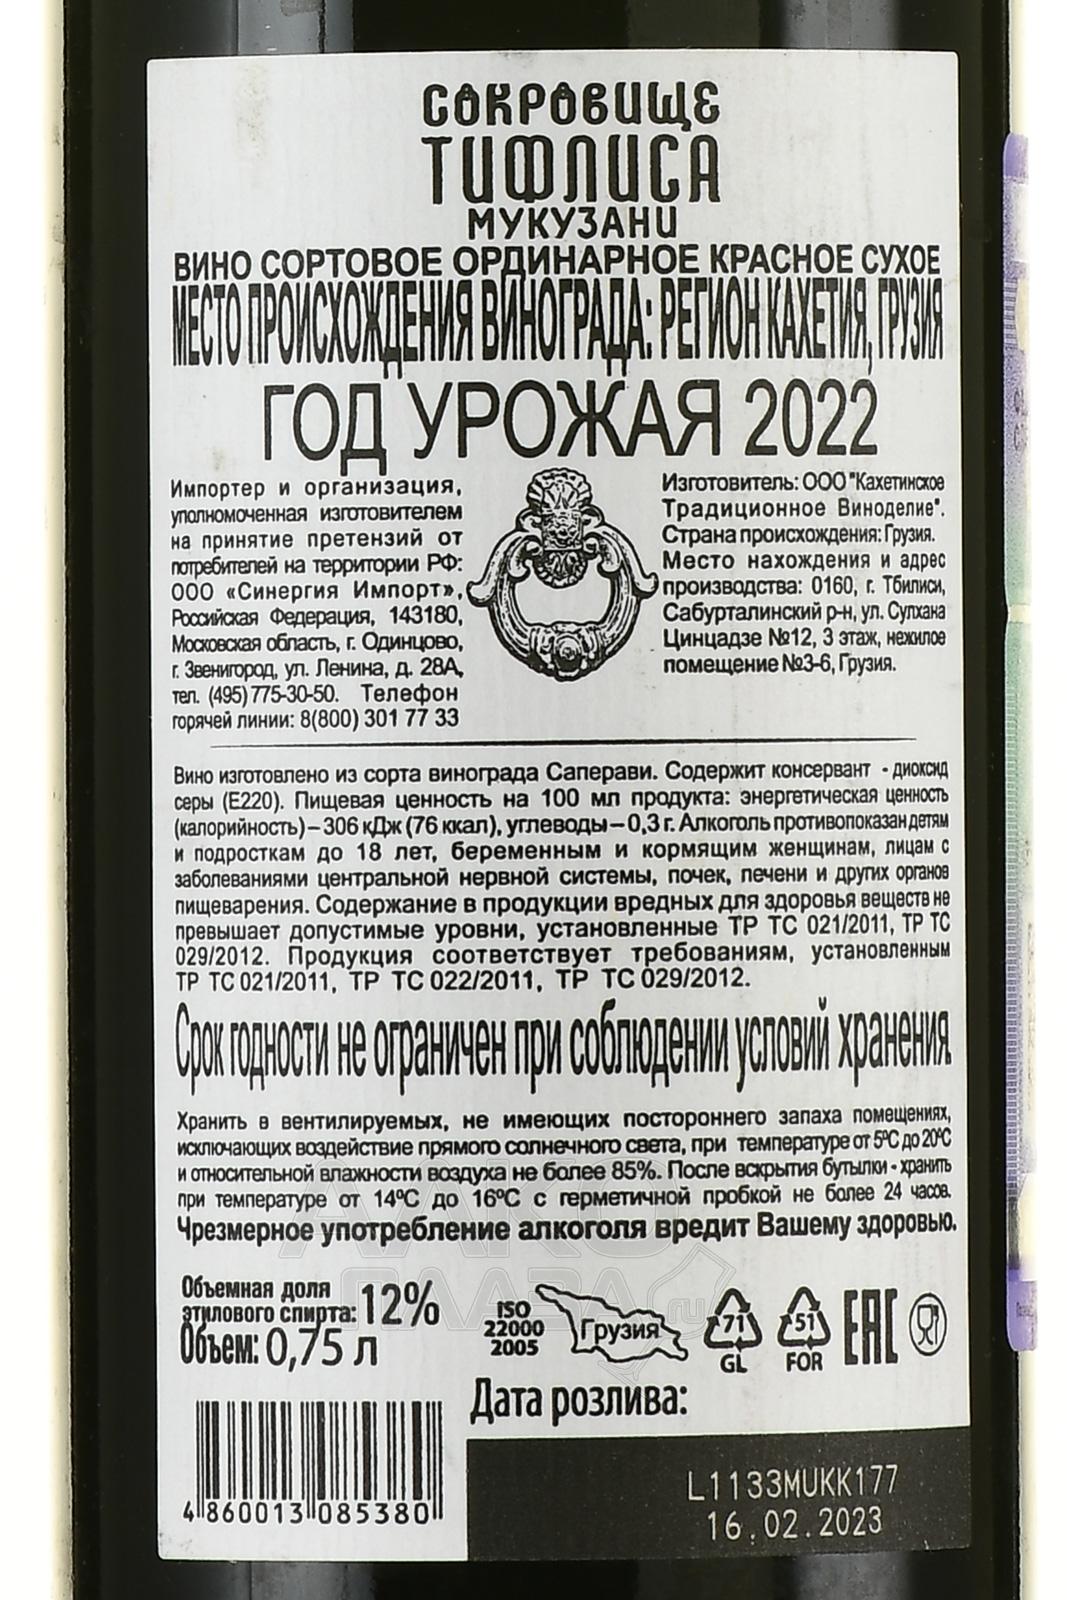 СОКРОВИЩЕ
ТИФЛИСА
МУКУЗАНИ
ВИНО СОРТОВОЕ ОРДИНАРНОЕ КРАСНОЕ СУХОЕ
МЕСТО ПРОИСХОЖДЕНИЯ ВИНОГРАДА: РЕГИОН КАХЕТИЯ, ГРУЗИЯ
ГОД УРОЖАЯ 2022
Импортер и организация,
уполномоченная изготовителем
на принятие претензий от
потребителей на территории РФ:
ООО «Синергия Импорт»,
Российская Федерация, 143180,
Московская область, г. Одинцово,
г. Звенигород, ул. Ленина, д. 28А,
тел. (495) 775-30-50. Телефон
горячей линии: 8(800) 301 77 33
Изготовитель: ООО "Кахетинское
Традиционное Виноделие".
Страна происхождения: Грузия.
Место нахождения и адрес
производства: 0160, г. Тбилиси,
Сабурталинский р-н, ул. Сулхана
Цинцадзе №12, 3 этаж, нежилое
помещение №3-6, Грузия.
Вино изготовлено из сорта винограда Саперави. Содержит консервант - диоксид
серы (Е220). Пищевая ценность на 100 мл продукта: энергетическая ценность
(калорийность) – 306 кДж (76 ккал), углеводы – 0,3 г. Алкоголь противопоказан детям
и подросткам до 18 лет, беременным и кормящим женщинам, лицам с
заболеваниями центральной нервной системы, почек, печени и других органов
пищеварения. Содержание в продукции вредных для здоровья веществ не
превышает допустимые уровни, установленные ТР ТС 021/2011, ТР ТС
029/2012. Продукция соответствует требованиям, установленным
ТР ТС 021/2011, ТР ТС 022/2011, ТР ТС 029/2012.
Срок годности не ограничен при соблюдении условий хранения.
Хранить в вентилируемых, не имеющих постороннего запаха помещениях,
исключающих воздействие прямого солнечного света, при температуре от 5ºС до 20ºС
и относительной влажности воздуха не более 85%. После вскрытия бутылки - хранить
при температуре от 14ºС до 16ºС с герметичной пробкой не более 24 часов.
Чрезмерное употребление алкоголя вредит Вашему здоровью.
Объемная доля
этилового спирта: 12%
Объем: 0,75 л
ISO
22000
2005
Грузия
71
GL
51
FOR
EAC
Дата розлива:
4 860013 085380
L1133MUKK177
16.02.2023
АЛКО
ПЛАЗА.ru